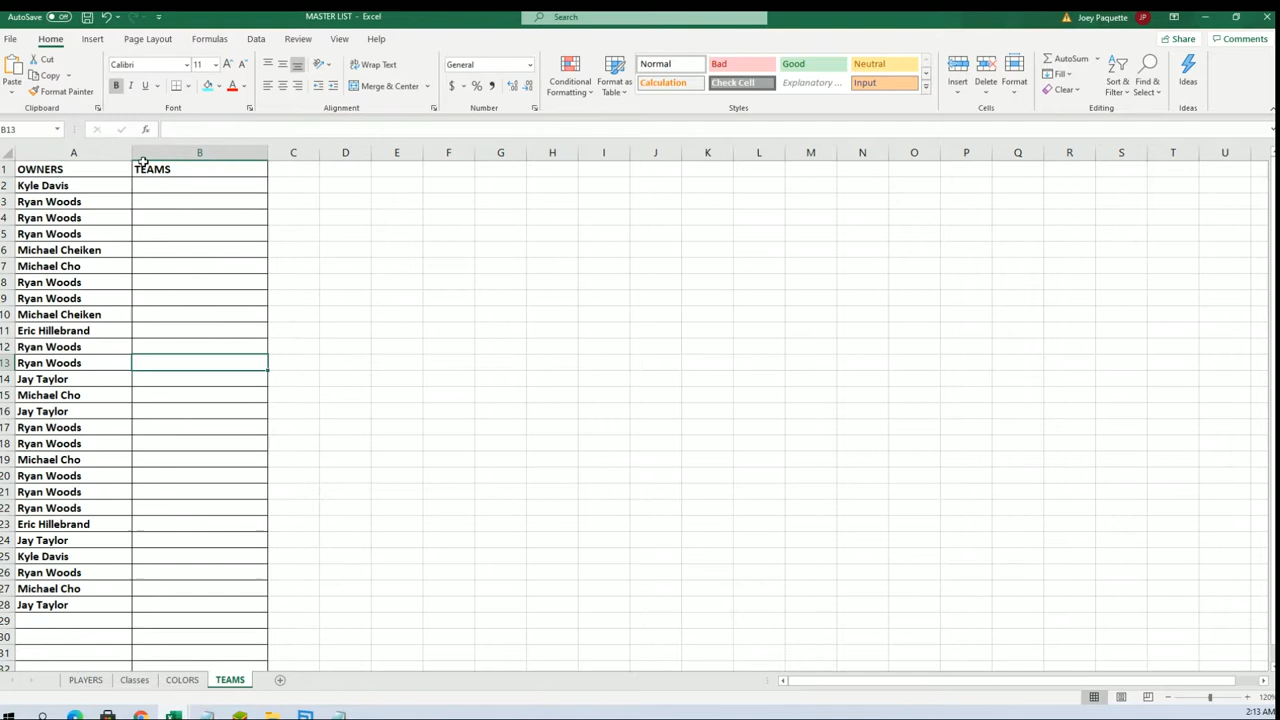 AutoSave Off MASTER LIST - Excel Search Joey Paquette JP
File Home Insert Page Layout Formulas Data Review View Help Share Comments
Paste Cut Copy Format Painter Clipboard
Calibri 11 A A B I U A Font
Wrap Text Merge & Center Alignment
General $ % Number
Conditional Formatting Format as Table
Normal Bad Good Neutral
Calculation Check Cell Explanatory ... Input Styles
Insert Delete Format Cells
AutoSum Fill Clear Sort & Filter Find & Select Editing
Ideas Ideas
B13 fx
A B C D E F G H I J K L M N O P Q R S T U
1 OWNERS TEAMS
2 Kyle Davis
3 Ryan Woods
4 Ryan Woods
5 Ryan Woods
6 Michael Cheiken
7 Michael Cho
8 Ryan Woods
9 Ryan Woods
10 Michael Cheiken
11 Eric Hillebrand
12 Ryan Woods
13 Ryan Woods
14 Jay Taylor
15 Michael Cho
16 Jay Taylor
17 Ryan Woods
18 Ryan Woods
19 Michael Cho
20 Ryan Woods
21 Ryan Woods
22 Ryan Woods
23 Eric Hillebrand
24 Jay Taylor
25 Kyle Davis
26 Ryan Woods
27 Michael Cho
28 Jay Taylor
29
30
31
32
PLAYERS Classes COLORS TEAMS
120%
2:13 AM